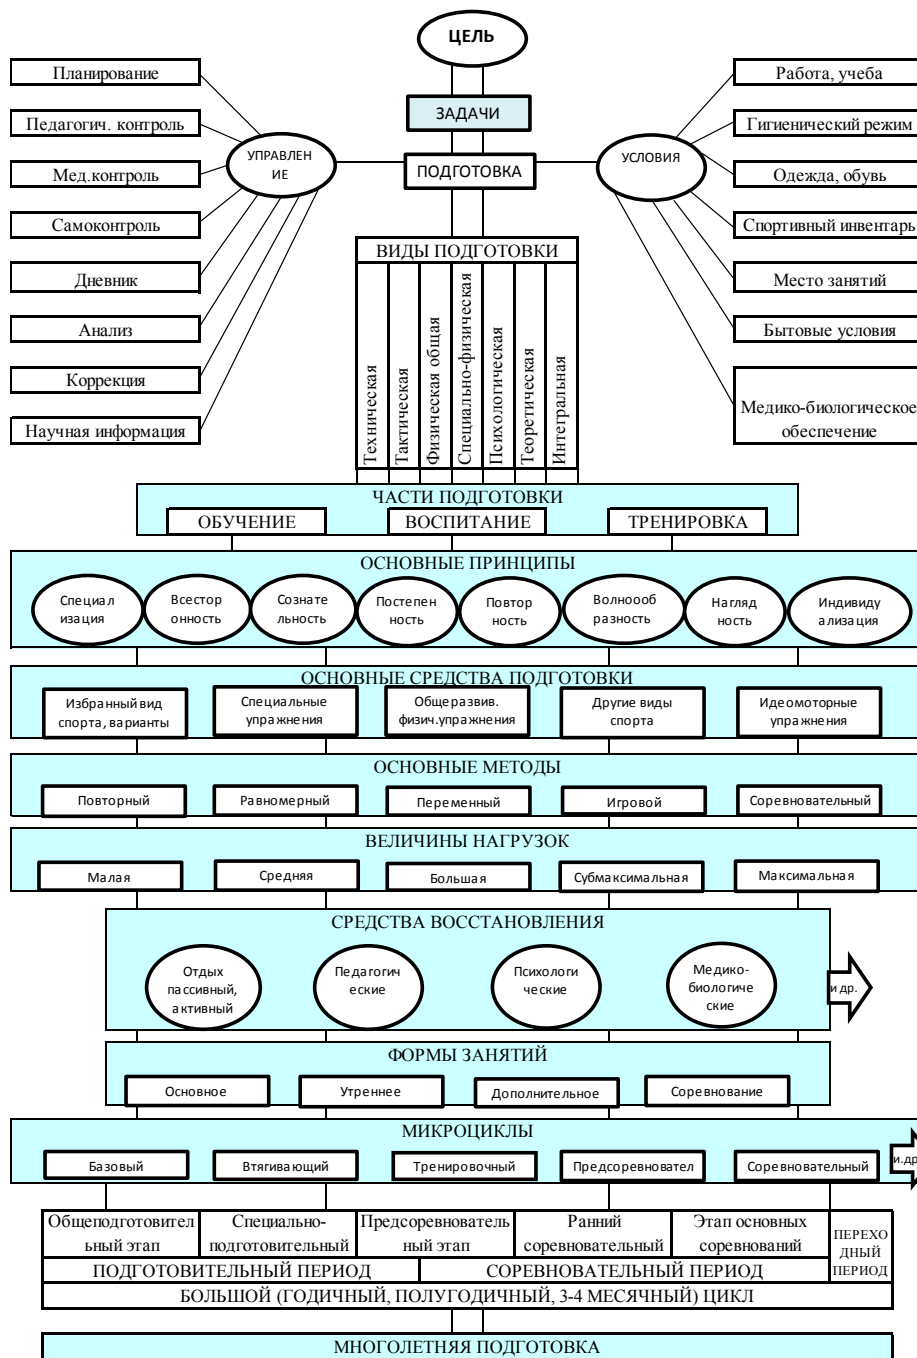 ЦЕЛЬ
ЗАДАЧИ
ПОДГОТОВКА
Планирование
Педагогич. контроль
Мед.контроль
Самоконтроль
Дневник
Анализ
Коррекция
Научная информация
УПРАВЛЕН
ИЕ
УСЛОВИЯ
Работа, учеба
Гигиенический режим
Одежда, обувь
Спортивный инвентарь
Место занятий
Бытовые условия
Медико-биологическое
обеспечение
ВИДЫ ПОДГОТОВКИ
Техническая
Тактическая
Физическая общая
Специально-физическая
Психологическая
Теоретическая
Интегральная
ЧАСТИ ПОДГОТОВКИ
ОБУЧЕНИЕ
ВОСПИТАНИЕ
ТРЕНИРОВКА
ОСНОВНЫЕ ПРИНЦИПЫ
Специал
изация
Всестор
онность
Сознате
льность
Постепен
ность
Повтор
ность
Волнооob
разность
Нагляд
ность
Индивиду
ализация
ОСНОВНЫЕ СРЕДСТВА ПОДГОТОВКИ
Избранный вид
спорта, варианты
Специальные
упражнения
Общеразвив.
физич.упражнения
Другие виды
спорта
Идеомоторные
упражнения
ОСНОВНЫЕ МЕТОДЫ
Повторный
Равномерный
Переменный
Игровой
Соревновательный
ВЕЛИЧИНЫ НАГРУЗОК
Малая
Средняя
Большая
Субмаксимальная
Максимальная
СРЕДСТВА ВОССТАНОВЛЕНИЯ
Отдых
пассивный,
активный
Педагогич
еские
Психологи
ческие
Медико-
биологиче
ские
и др.
ФОРМЫ ЗАНЯТИЙ
Основное
Утреннее
Дополнительное
Соревнование
МИКРОЦИКЛЫ
Базовый
Втягивающий
Тренировочный
Предсоревновател
Соревновательный
и.др
Общеподготовител
ьный этап
Специально-
подготовительный
Предсоревнователь
ный этап
Ранний
соревновательный
Этап основных
соревнований
ПЕРЕХО
ДНЫЙ
ПЕРИОД
ПОДГОТОВИТЕЛЬНЫЙ ПЕРИОД
СОРЕВНОВАТЕЛЬНЫЙ ПЕРИОД
БОЛЬШОЙ (ГОДИЧНЫЙ, ПОЛУГОДИЧНЫЙ, 3-4 МЕСЯЧНЫЙ) ЦИКЛ
МНОГОЛЕТНЯЯ ПОДГОТОВКА